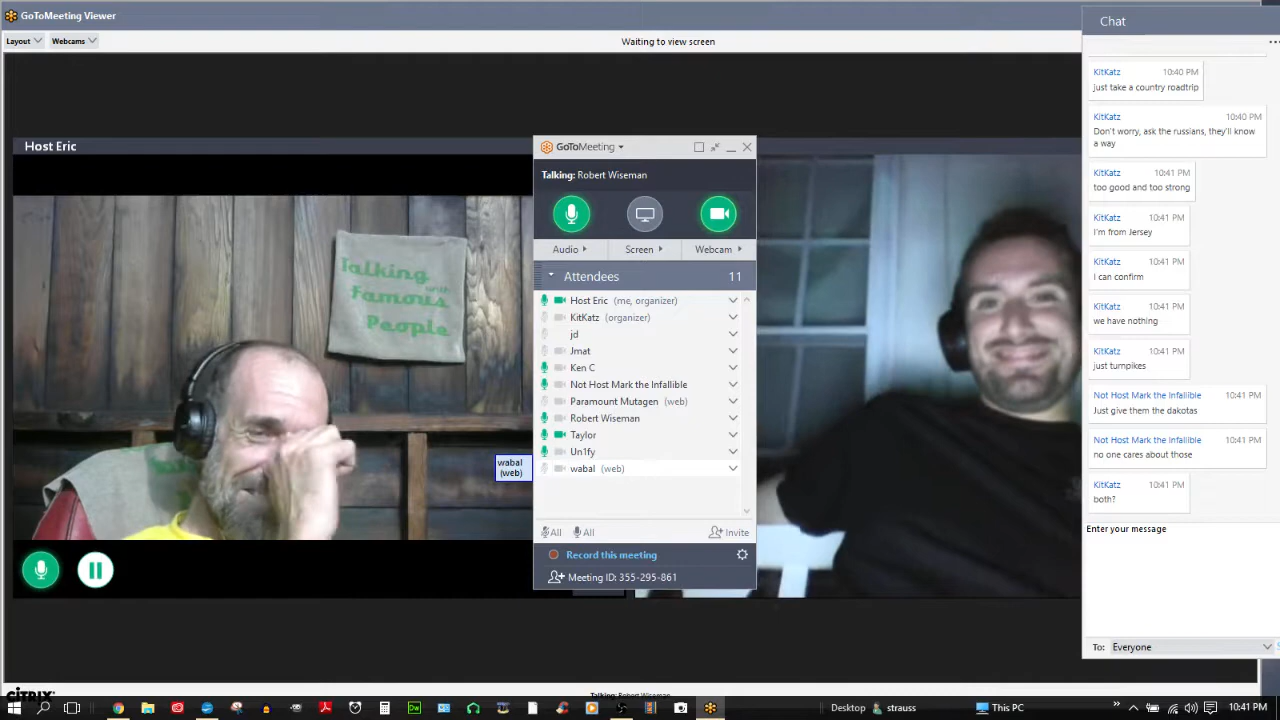 GoToMeeting Viewer
Layout
Webcams
Waiting to view screen
Host Eric
Talking
with
Famous
People
wabal
(web)
GoToMeeting
Talking: Robert Wiseman
Audio
Screen
Webcam
Attendees 11
Host Eric (me, organizer)
KitKatz (organizer)
jd
Jmat
Ken C
Not Host Mark the Infallible
Paramount Mutagen (web)
Robert Wiseman
Taylor
Un1fy
wabal (web)
All
All
Invite
Record this meeting
Meeting ID: 355-295-861
Chat
KitKatz 10:40 PM
just take a country roadtrip
KitKatz 10:40 PM
Don't worry, ask the russians, they'll know
a way
KitKatz 10:41 PM
too good and too strong
KitKatz 10:41 PM
I'm from Jersey
KitKatz 10:41 PM
i can confirm
KitKatz 10:41 PM
we have nothing
KitKatz 10:41 PM
just turnpikes
Not Host Mark the Infallible 10:41 PM
Just give them the dakotas
Not Host Mark the Infallible 10:41 PM
no one cares about those
KitKatz 10:41 PM
both?
Enter your message
To: Everyone
CITRIX
Talking: Robert Wiseman
Dw
Desktop
strauss
This PC
10:41 PM